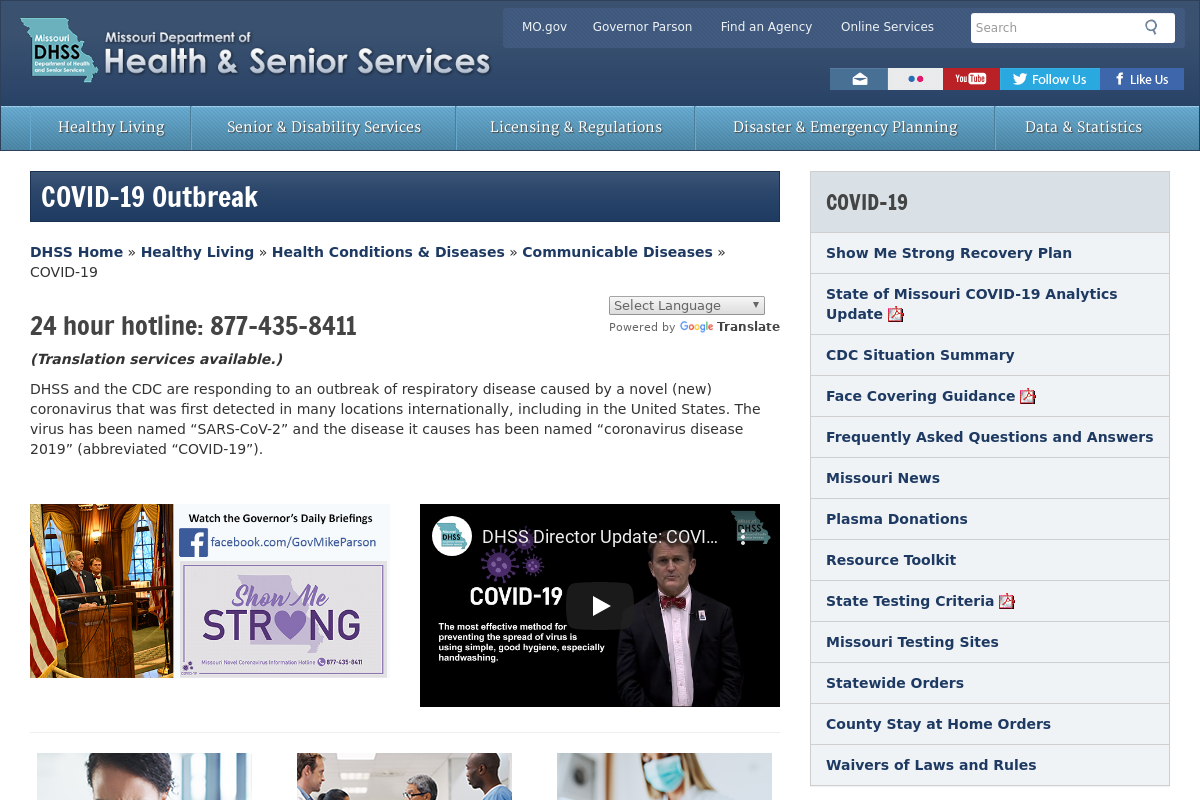 MO.gov Governor Parson Find an Agency Online Services Search
Missouri
DHSS
Department of Health
and Senior Services
Missouri Department of
Health & Senior Services
You Tube Follow Us Like Us
Healthy Living Senior & Disability Services Licensing & Regulations Disaster & Emergency Planning Data & Statistics
COVID-19 Outbreak
DHSS Home » Healthy Living » Health Conditions & Diseases » Communicable Diseases »
COVID-19
Select Language
Powered by Google Translate
24 hour hotline: 877-435-8411
(Translation services available.)
DHSS and the CDC are responding to an outbreak of respiratory disease caused by a novel (new)
coronavirus that was first detected in many locations internationally, including in the United States. The
virus has been named “SARS-CoV-2” and the disease it causes has been named “coronavirus disease
2019” (abbreviated “COVID-19”).
Watch the Governor's Daily Briefings
facebook.com/GovMikeParson
Show Me
STRONG
Missouri Novel Coronavirus Information Hotline 877-435-8411
DHSS Director Update: COVI...
DHSS
COVID-19
The most effective method for
preventing the spread of virus is
using simple, good hygiene, especially
handwashing.
COVID-19
Show Me Strong Recovery Plan
State of Missouri COVID-19 Analytics
Update
CDC Situation Summary
Face Covering Guidance
Frequently Asked Questions and Answers
Missouri News
Plasma Donations
Resource Toolkit
State Testing Criteria
Missouri Testing Sites
Statewide Orders
County Stay at Home Orders
Waivers of Laws and Rules